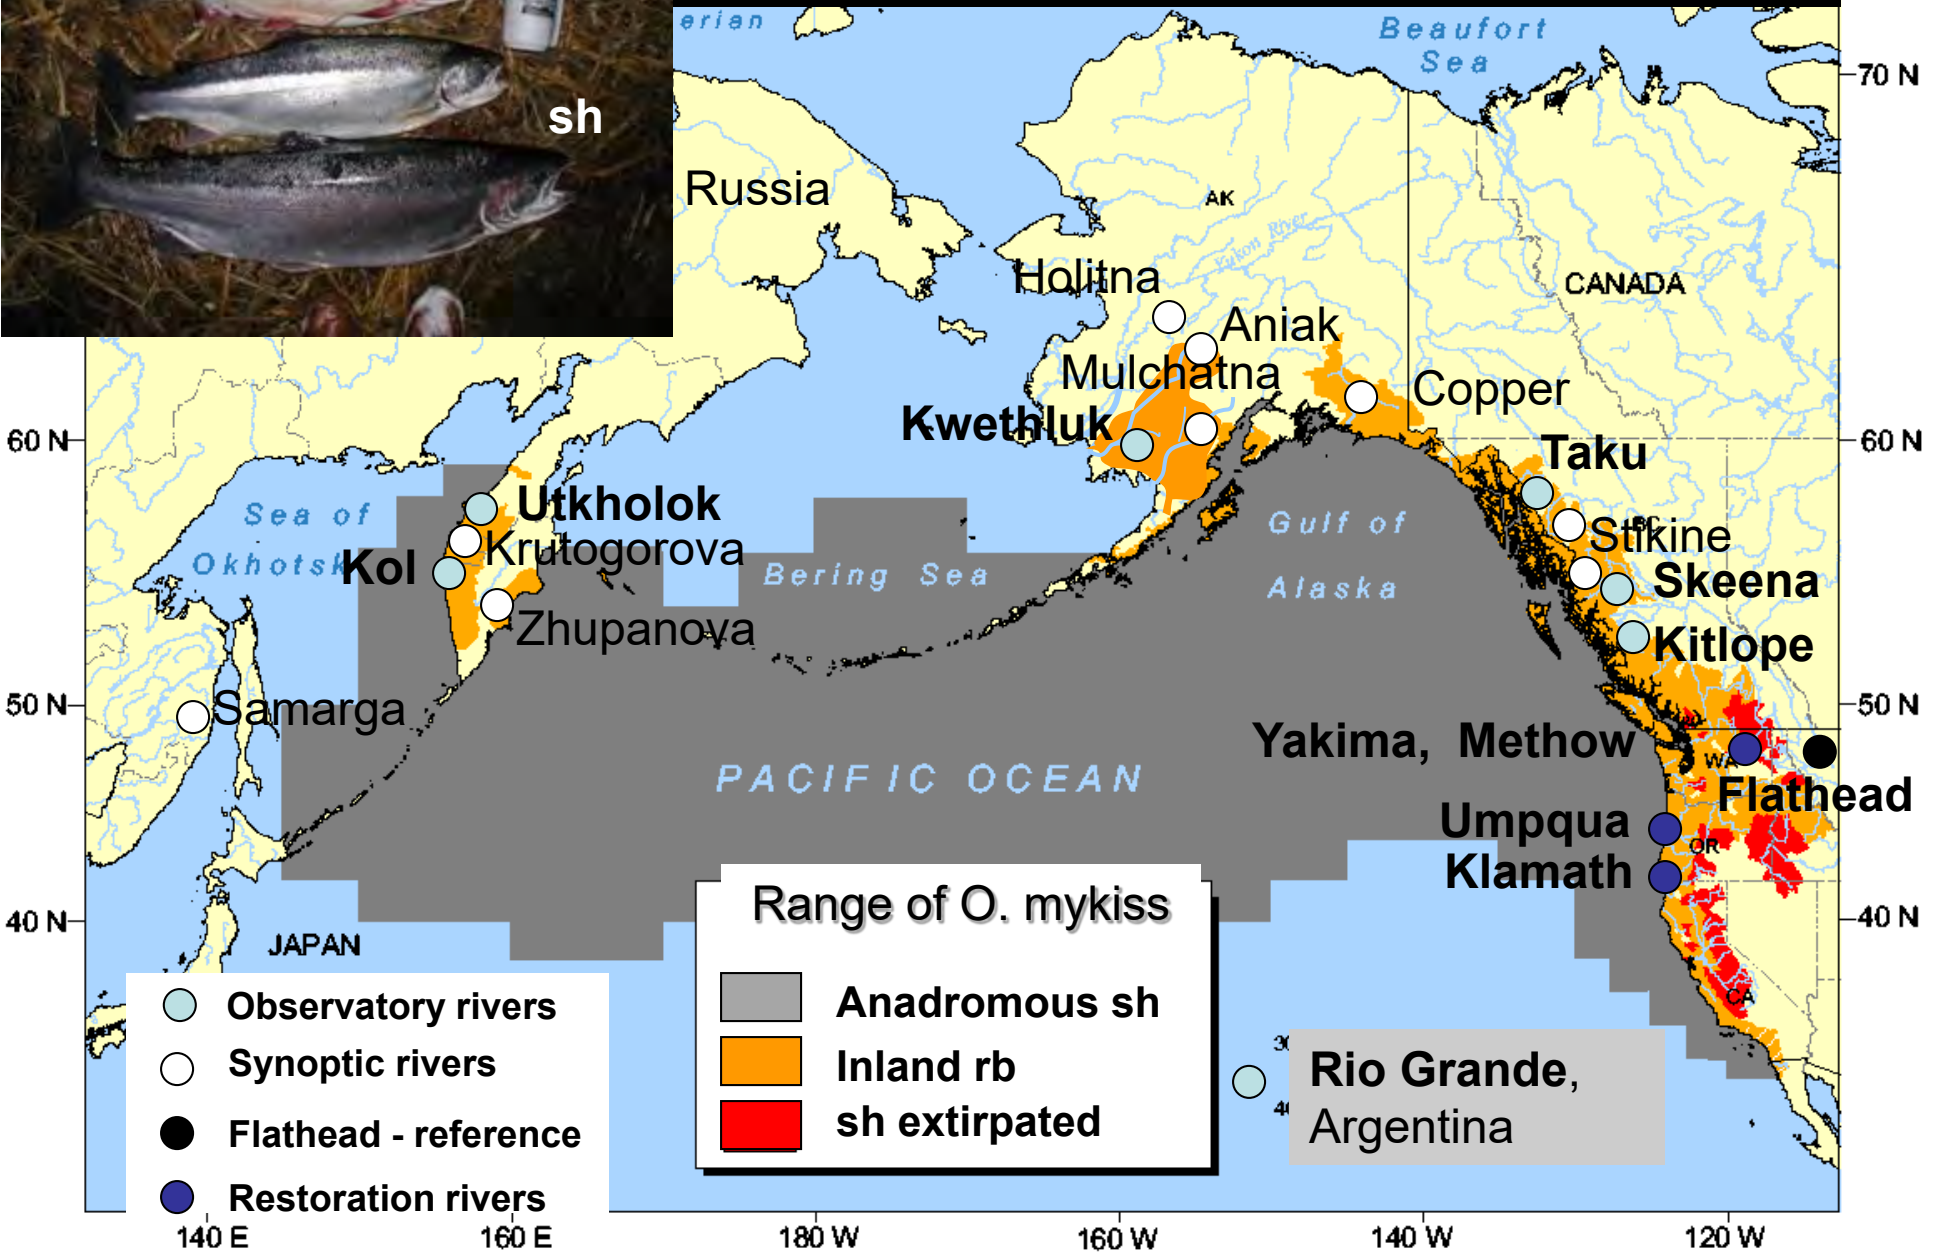 erian
Beaufort
Sea
70 N
sh
Russia
AK
Yukon River
Holitna
CANADA
Aniak
Mulchatna
Copper
Kwethluk
60 N
60 N
Taku
Utkholok
Sea of
Okhotsk
Gulf of
Alaska
Krutogorova
Stikine
Kol
Bering Sea
Skeena
Zhupanova
Kitlope
Samarga
50 N
50 N
Yakima, Methow
WA
PACIFIC OCEAN
Flathead
Umpqua
OR
Klamath
Range of O. mykiss
40 N
40 N
JAPAN
CA
Anadromous sh
Inland rb
sh extirpated
Observatory rivers
Synoptic rivers
Flathead - reference
Restoration rivers
Rio Grande,
Argentina
140 E
160 E
180 W
160 W
140 W
120 W